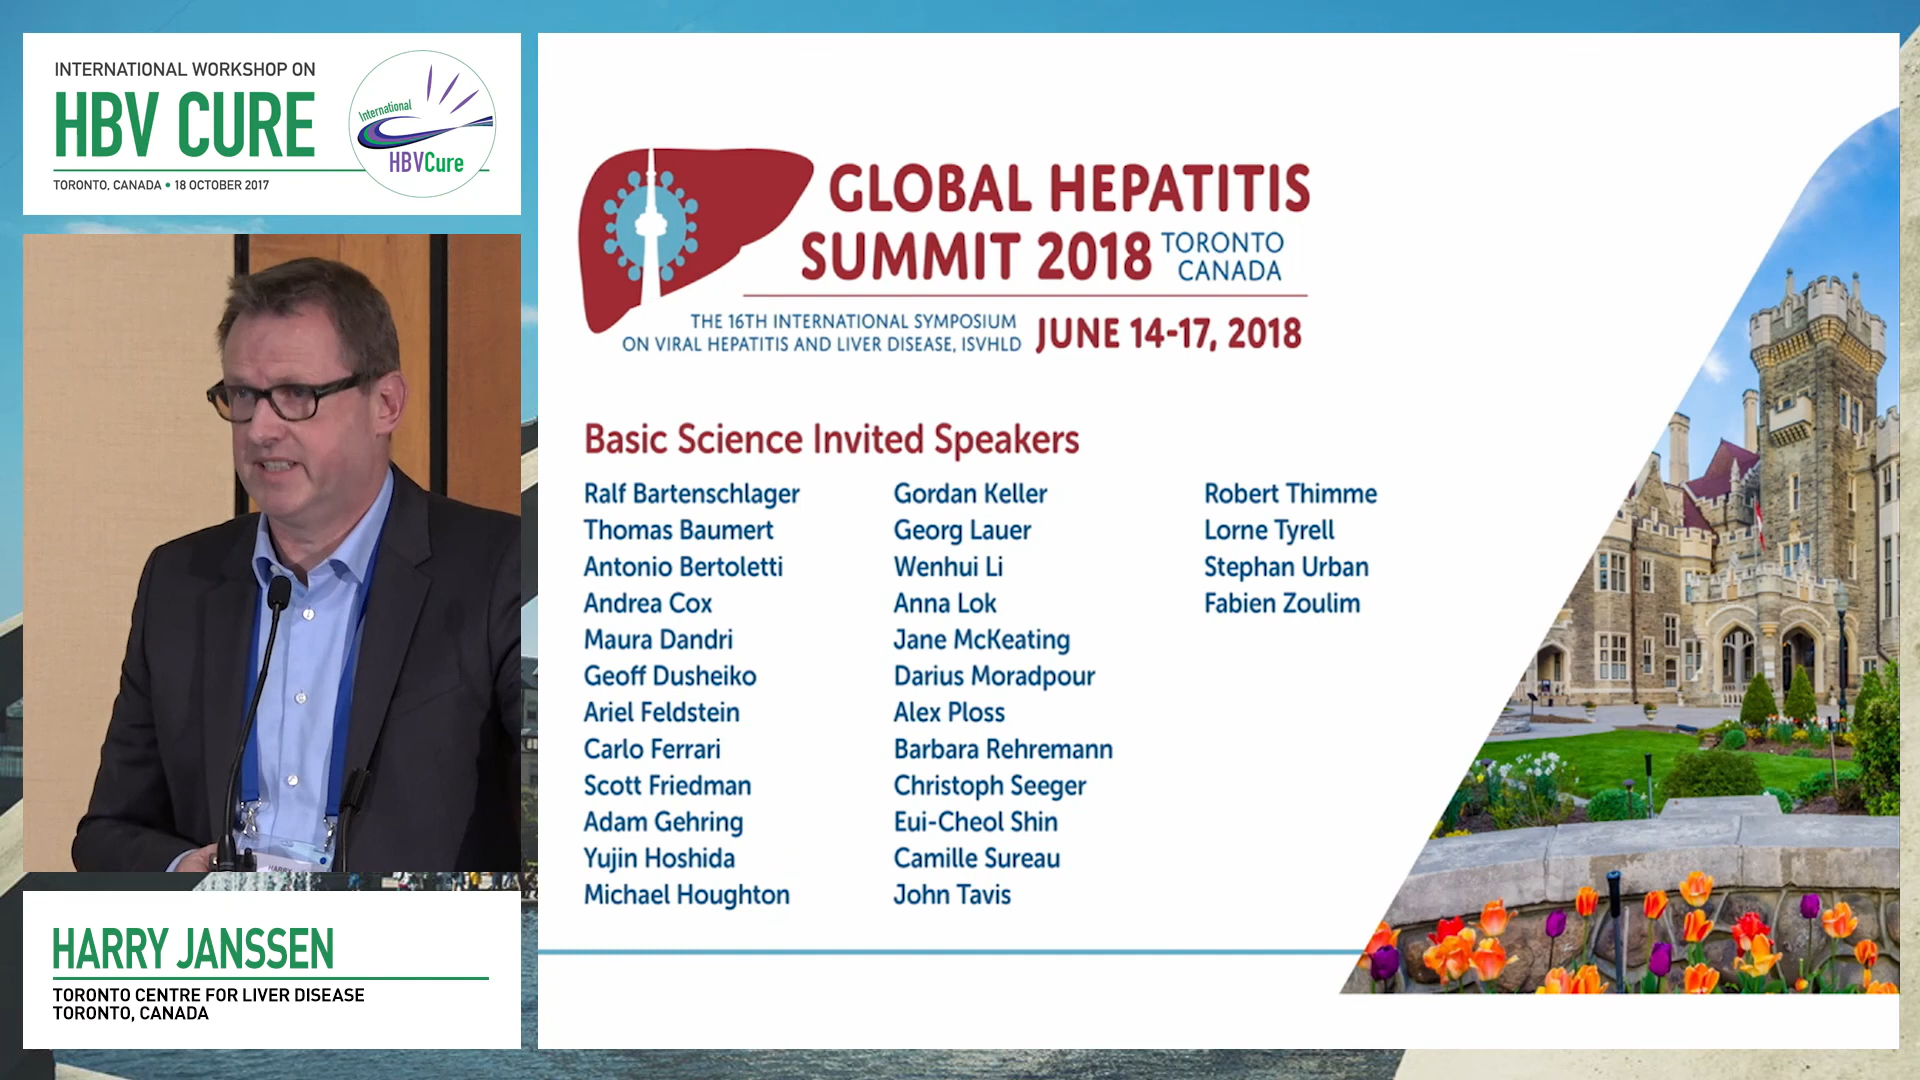 INTERNATIONAL WORKSHOP ON
HBV CURE
TORONTO, CANADA • 18 OCTOBER 2017
International
HBVCure
HARRY JANSSEN
TORONTO CENTRE FOR LIVER DISEASE
TORONTO, CANADA
GLOBAL HEPATITIS
SUMMIT 2018 TORONTO
CANADA
THE 16TH INTERNATIONAL SYMPOSIUM
ON VIRAL HEPATITIS AND LIVER DISEASE, ISVHLD
JUNE 14-17, 2018
Basic Science Invited Speakers
Ralf Bartenschlager
Thomas Baumert
Antonio Bertoletti
Andrea Cox
Maura Dandri
Geoff Dusheiko
Ariel Feldstein
Carlo Ferrari
Scott Friedman
Adam Gehring
Yujin Hoshida
Michael Houghton
Gordan Keller
Georg Lauer
Wenhui Li
Anna Lok
Jane McKeating
Darius Moradpour
Alex Ploss
Barbara Rehremann
Christoph Seeger
Eui-Cheol Shin
Camille Sureau
John Tavis
Robert Thimme
Lorne Tyrell
Stephan Urban
Fabien Zoulim